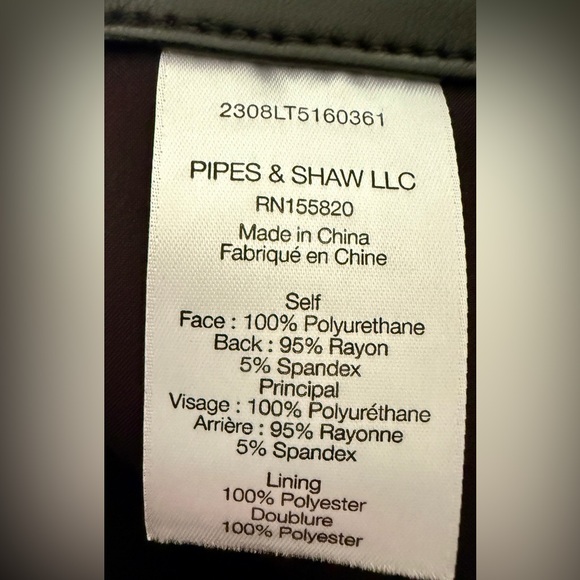 2308LT5160361
PIPES & SHAW LLC
RN155820
Made in China
Fabriqué en Chine
Self
Face : 100% Polyurethane
Back : 95% Rayon
5% Spandex
Principal
Visage : 100% Polyuréthane
Arrière : 95% Rayonne
5% Spandex
Lining
100% Polyester
Doublure
100% Polyester